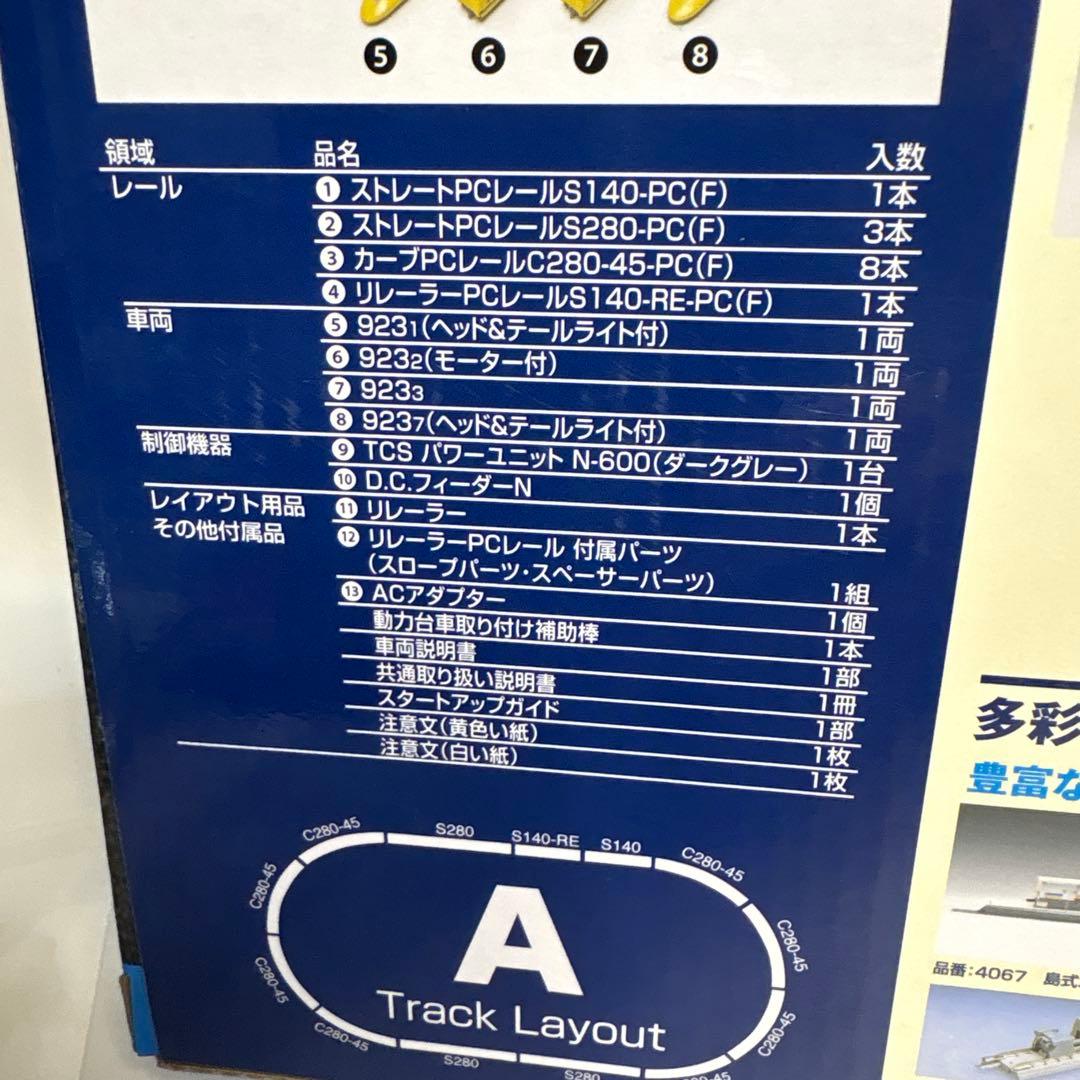 5 6 7 8
領域 品名 入数
レール ❶ ストレートPCレールS140-PC(F) 1本
❷ ストレートPCレールS280-PC(F) 3本
❸ カーブPCレールC280-45-PC(F) 8本
❹ リレーラーPCレールS140-RE-PC(F) 1本
車両 ❺ 9231(ヘッド&テールライト付) 1両
❻ 9232(モーター付) 1両
❼ 9233 1両
❽ 9237(ヘッド&テールライト付) 1両
制御機器 ❾ TCS パワーユニット N-600(ダークグレー) 1台
❿ D.C.フィーダーN 1個
レイアウト用品 ⓫ リレーラー 1本
その他付属品 ⓬ リレーラーPCレール 付属パーツ
(スロープパーツ・スペーサーパーツ) 1組
⓭ ACアダプター 1個
動力台車取り付け補助棒 1本
車両説明書 1部
共通取り扱い説明書 1冊
スタートアップガイド 1部
注意文(黄色い紙) 1枚
注意文(白い紙) 1枚
C280-45 S280 S140-RE S140 C280-45
C280-45 C280-45
A
Track Layout
C280-45 C280-45
C280-45 S280 S280 -45
多彩
豊富な
品番:4067 島式